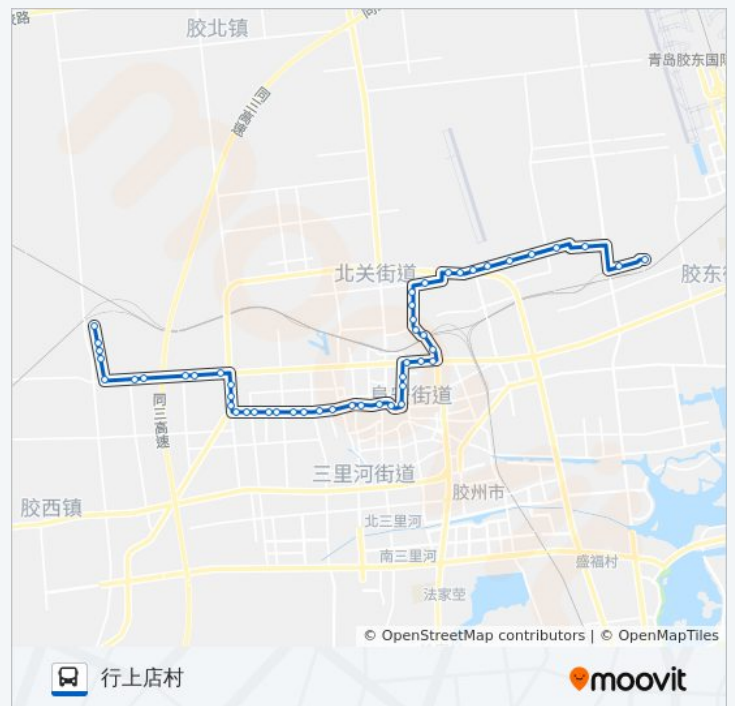 胶北镇
同三高速
青岛胶东国际
北关街道
胶东街
阜安街道
同三高速
三里河街道
胶州市
胶西镇
北三里河
南三里河
盛福村
法家茔
© OpenStreetMap contributors | © OpenMapTiles
行上店村
moovit